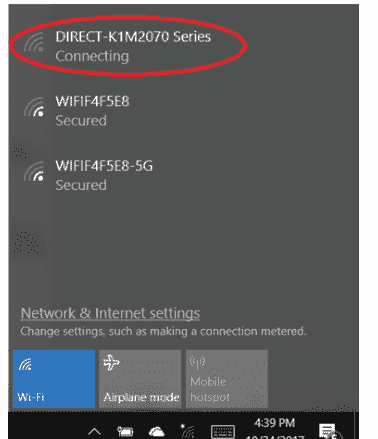 DIRECT-K1M2070 Series
Connecting
WIFIF4F5E8
Secured
WIFIF4F5E8-5G
Secured
Network & Internet settings
Change settings, such as making a connection metered.
Wi-Fi
Airplane mode
Mobile
hotspot
4:39 PM